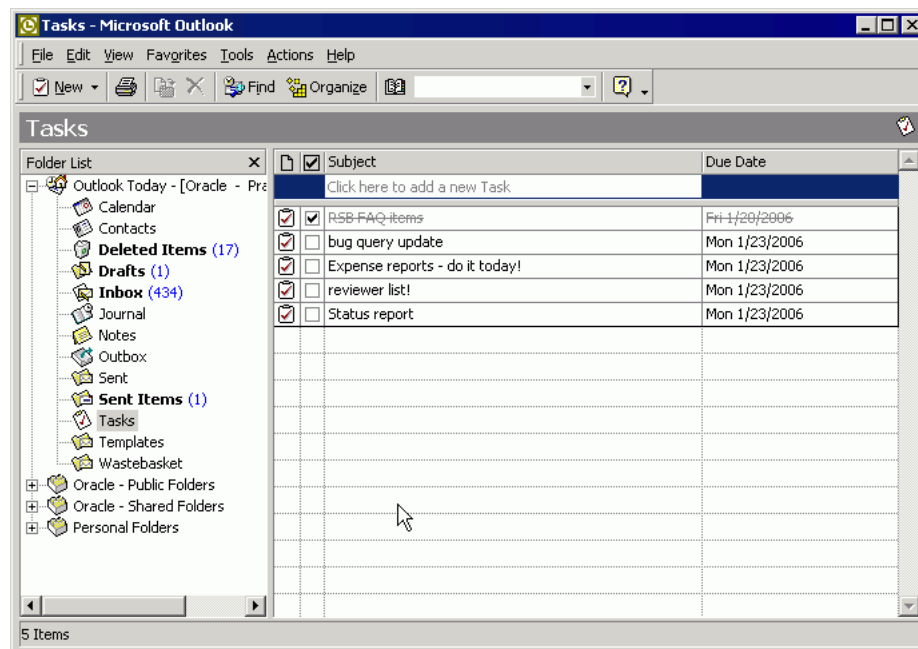 Tasks - Microsoft Outlook
File Edit View Favorites Tools Actions Help
New Find Organize
Tasks
Folder List
Subject Due Date
Outlook Today - [Oracle - Pra
Click here to add a new Task
Calendar
RSB FAQ items Fri 1/20/2006
Contacts
bug query update Mon 1/23/2006
Deleted Items (17)
Expense reports - do it today! Mon 1/23/2006
Drafts (1)
reviewer list! Mon 1/23/2006
Inbox (434)
Status report Mon 1/23/2006
Journal
Notes
Outbox
Sent
Sent Items (1)
Tasks
Templates
Wastebasket
Oracle - Public Folders
Oracle - Shared Folders
Personal Folders
5 Items